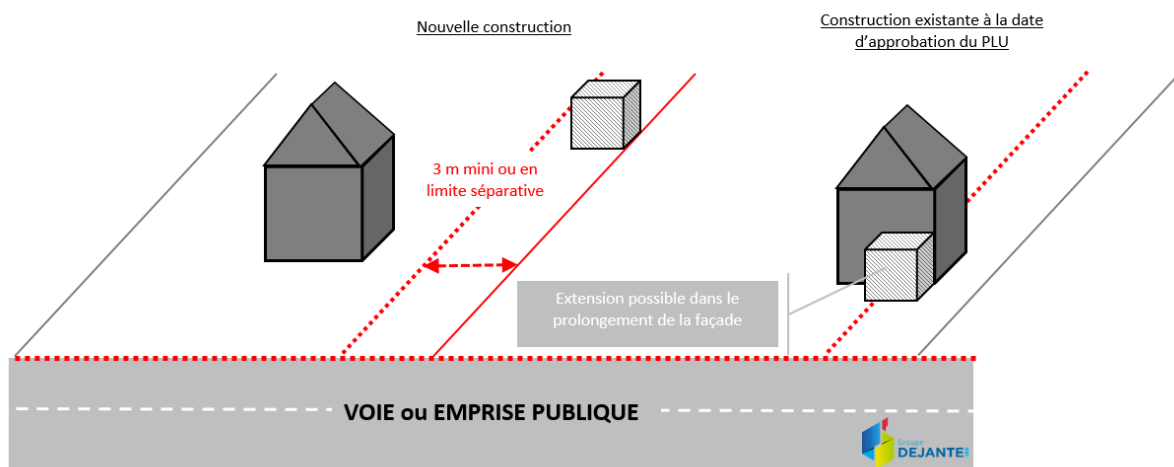 Nouvelle construction
Construction existante à la date
d'approbation du PLU
3 m mini ou en
limite séparative
Extension possible dans le
prolongement de la façade
VOIE ou EMPRISE PUBLIQUE
Groupe
DEJANTE